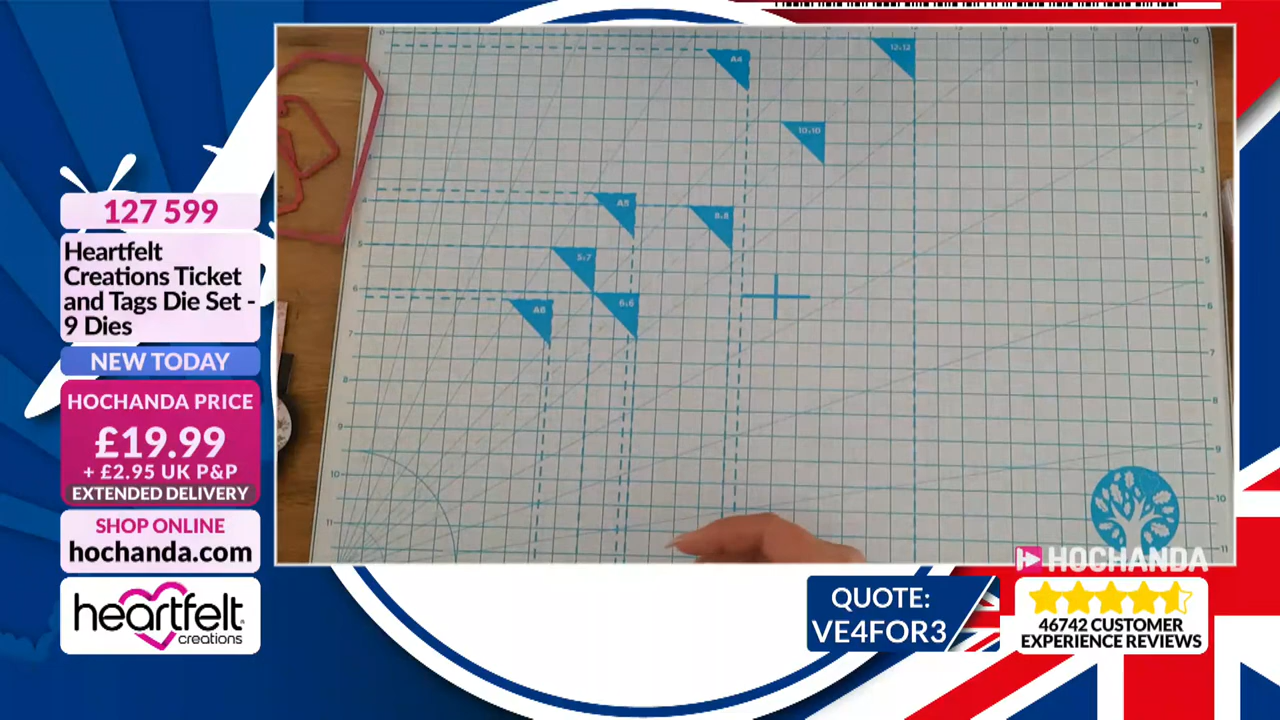 127 599
Heartfelt
Creations Ticket
and Tags Die Set -
9 Dies
NEW TODAY
HOCHANDA PRICE
£19.99
+ £2.95 UK P&P
EXTENDED DELIVERY
SHOP ONLINE
hochanda.com
heartfelt
creations
A4
12x12
10x10
A5
8x8
5x7
6x6
A6
HOCHANDA
QUOTE:
VE4FOR3
46742 CUSTOMER
EXPERIENCE REVIEWS